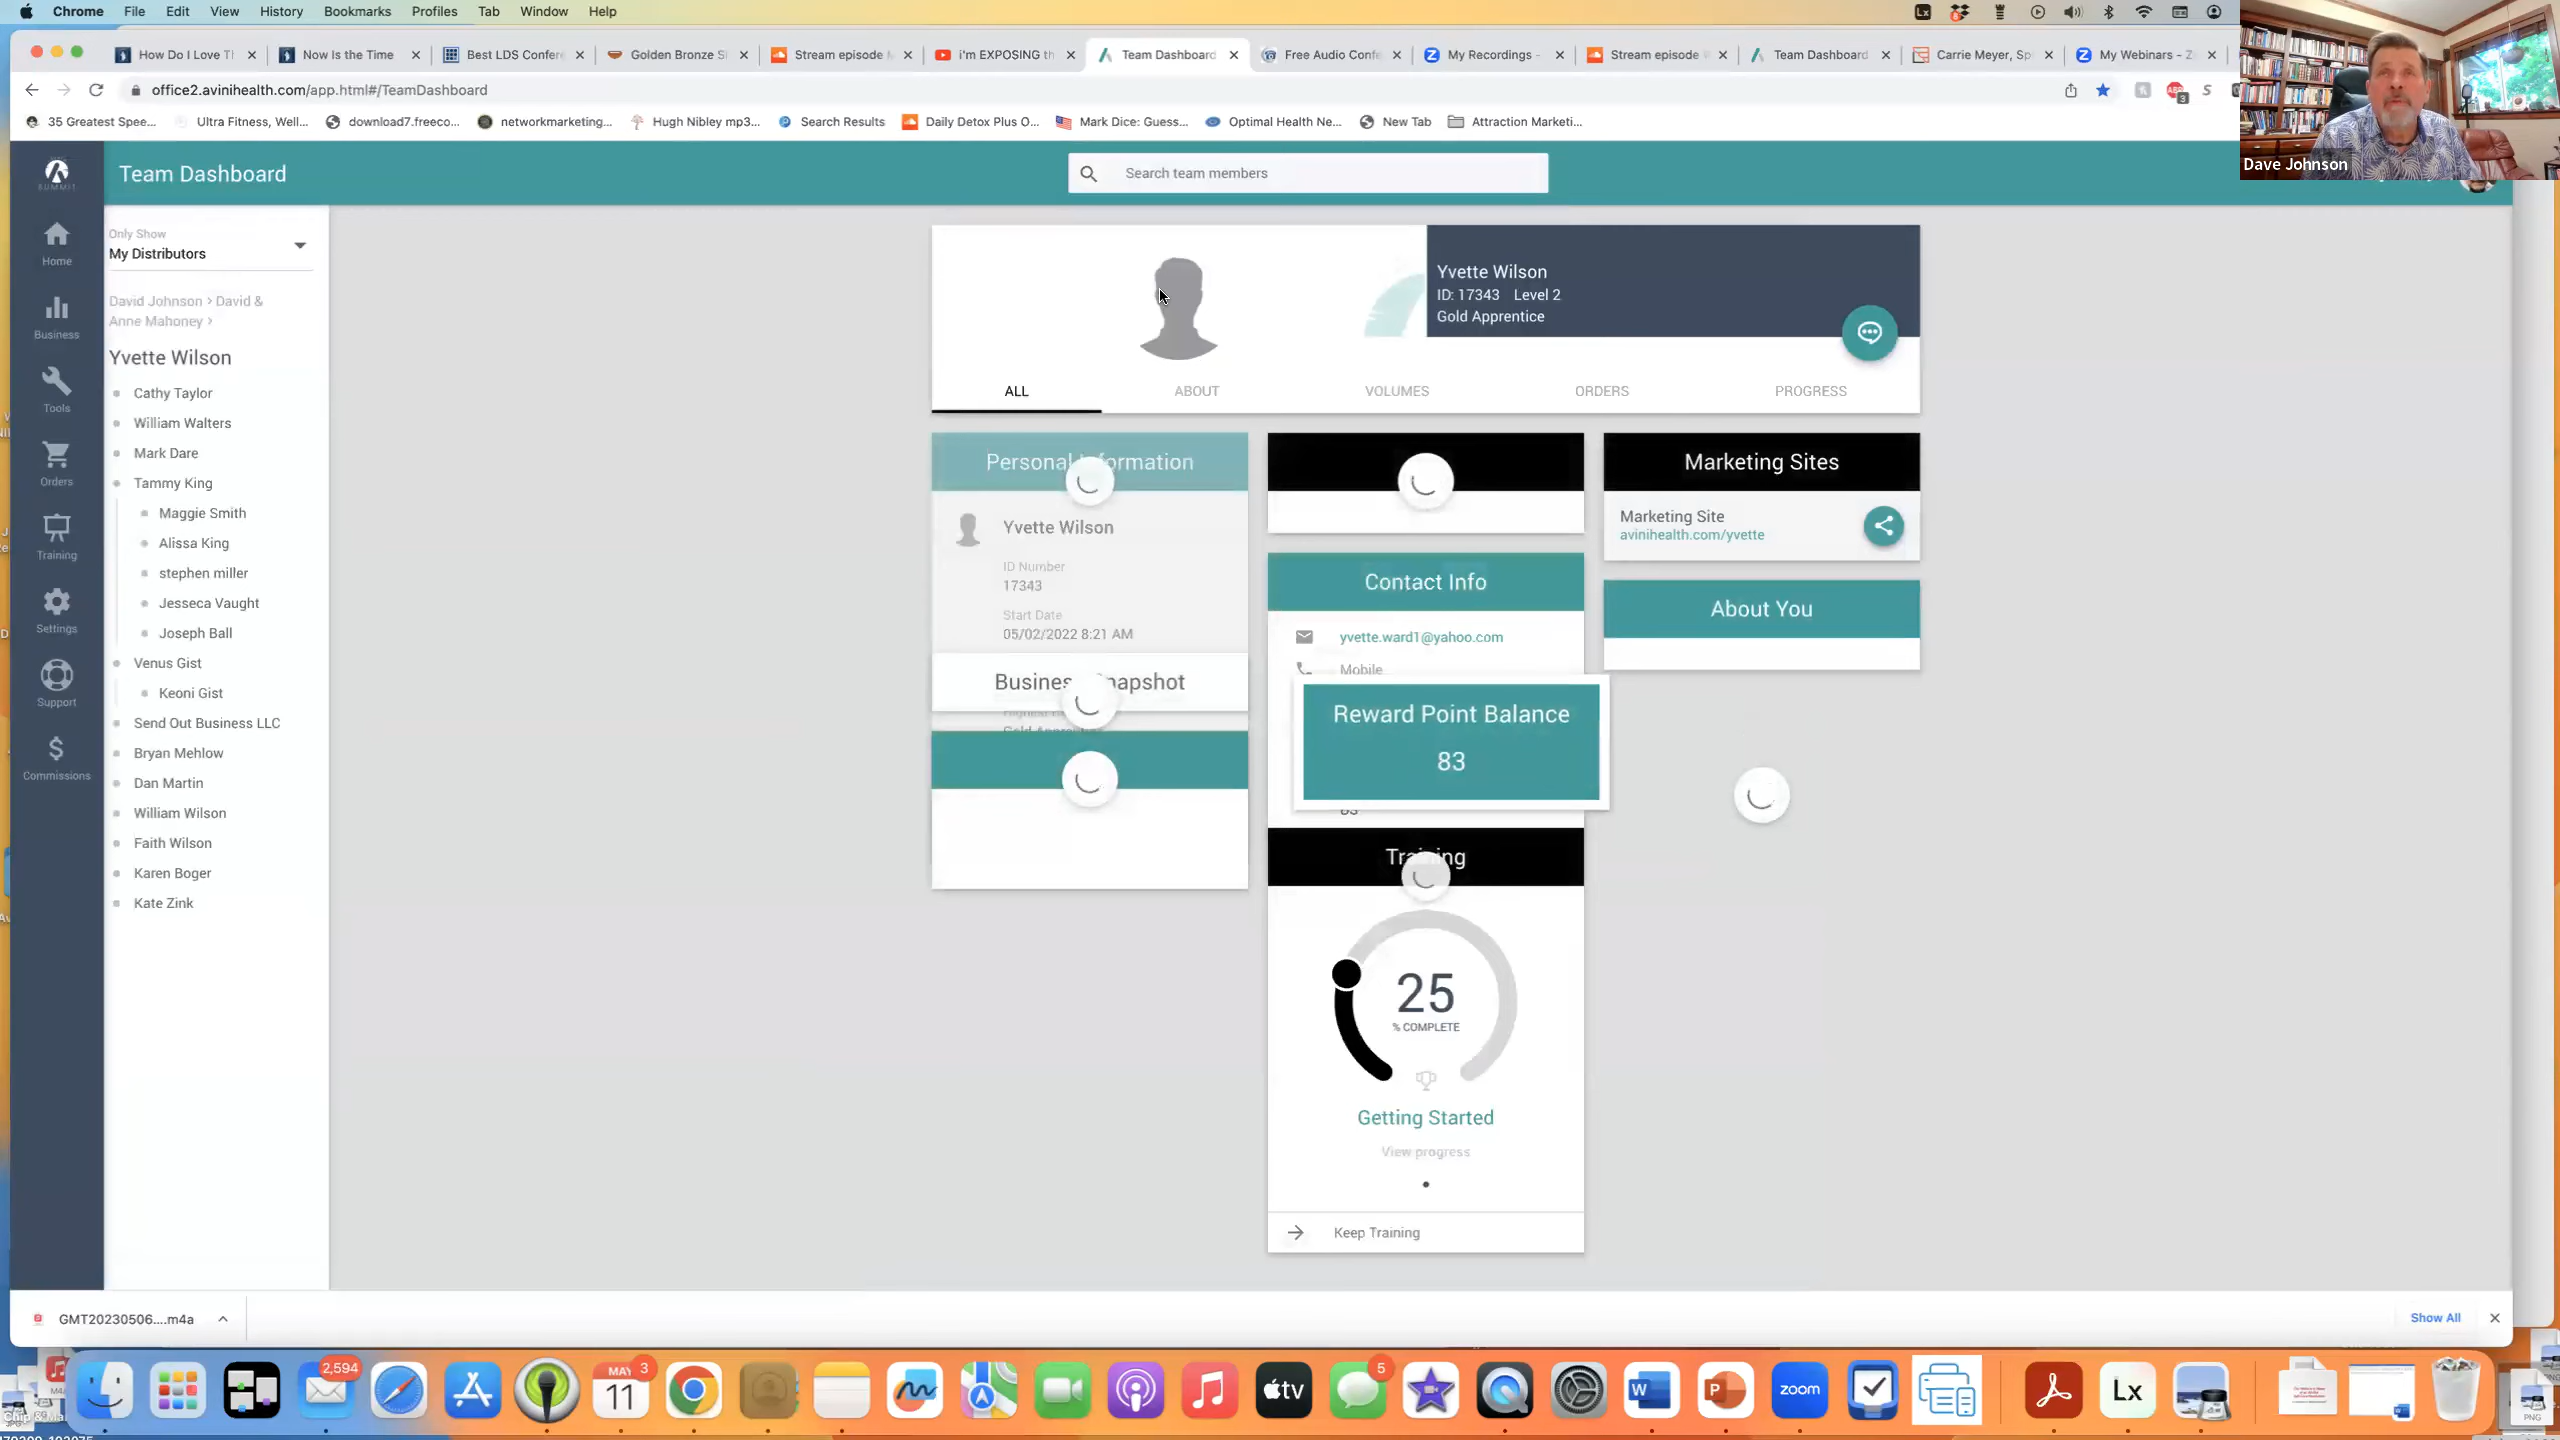 Chrome File Edit View History Bookmarks Profiles Tab Window Help
How Do I Love T
Now Is the Time
Best LDS Confere
Golden Bronze S
Stream episode
i'm EXPOSING th
Team Dashboard
Free Audio Confe
My Recordings -
Stream episode
Team Dashboard
Carrie Meyer, Sp
My Webinars - Z
office2.avinihealth.com/app.html#/TeamDashboard
35 Greatest Spee...
Ultra Fitness, Well...
download7.freeco...
networkmarketing...
Hugh Nibley mp3...
Search Results
Daily Detox Plus O...
Mark Dice: Guess...
Optimal Health Ne...
New Tab
Attraction Marketi...
Dave Johnson
SUMMIT
Team Dashboard
Search team members
Home
Business
Tools
Orders
Training
Settings
Support
Commissions
Only Show
My Distributors
David Johnson > David &
Anne Mahoney >
Yvette Wilson
Cathy Taylor
William Walters
Mark Dare
Tammy King
Maggie Smith
Alissa King
stephen miller
Jesseca Vaught
Joseph Ball
Venus Gist
Keoni Gist
Send Out Business LLC
Bryan Mehlow
Dan Martin
William Wilson
Faith Wilson
Karen Boger
Kate Zink
Yvette Wilson
ID: 17343 Level 2
Gold Apprentice
ALL ABOUT VOLUMES ORDERS PROGRESS
Personal Information
Yvette Wilson
ID Number
17343
Start Date
05/02/2022 8:21 AM
Business Snapshot
Contact Info
yvette.ward1@yahoo.com
Mobile
Reward Point Balance
83
83
Training
25
% COMPLETE
Getting Started
View progress
Keep Training
Marketing Sites
Marketing Site
avinihealth.com/yvette
About You
GMT20230506....m4a
Show All
2,594
MAY 3
11
5
tv
W
P
zoom
Lx
PNG